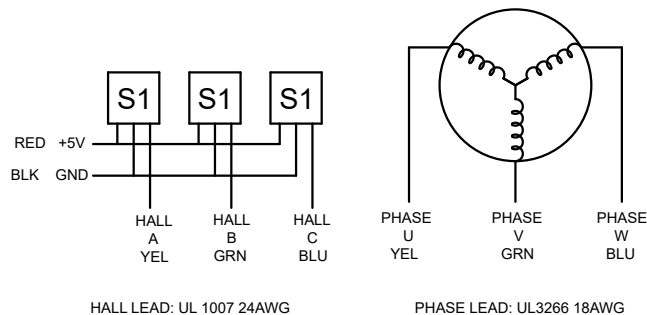 S1 S1 S1
RED +5V
BLK GND
HALL
A
YEL
HALL
B
GRN
HALL
C
BLU
HALL LEAD: UL 1007 24AWG
PHASE
U
YEL
PHASE
V
GRN
PHASE
W
BLU
PHASE LEAD: UL3266 18AWG